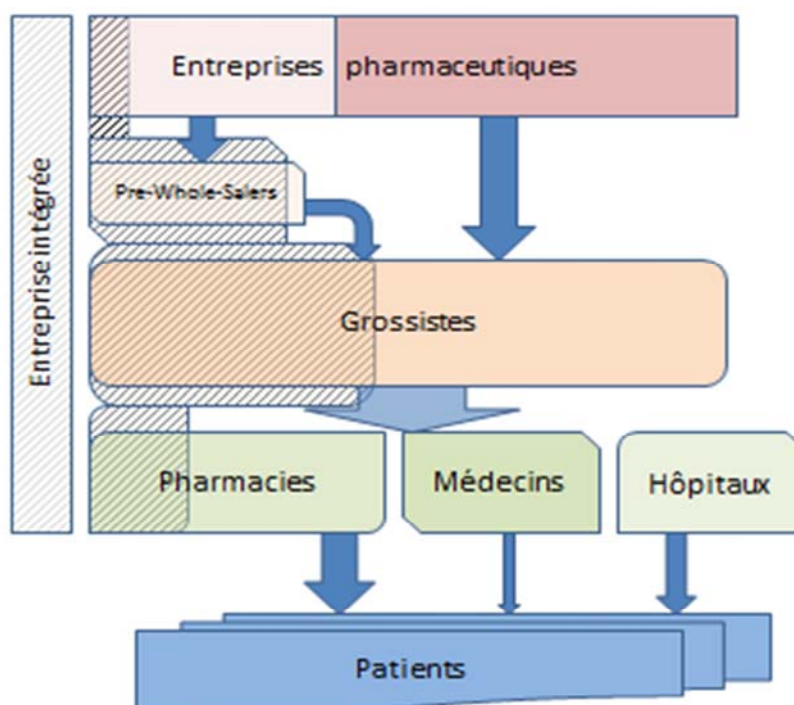 Entreprise intégrée
Entreprises pharmaceutiques
Pre-Whole-Salers
Grossistes
Pharmacies
Médecins
Hôpitaux
Patients